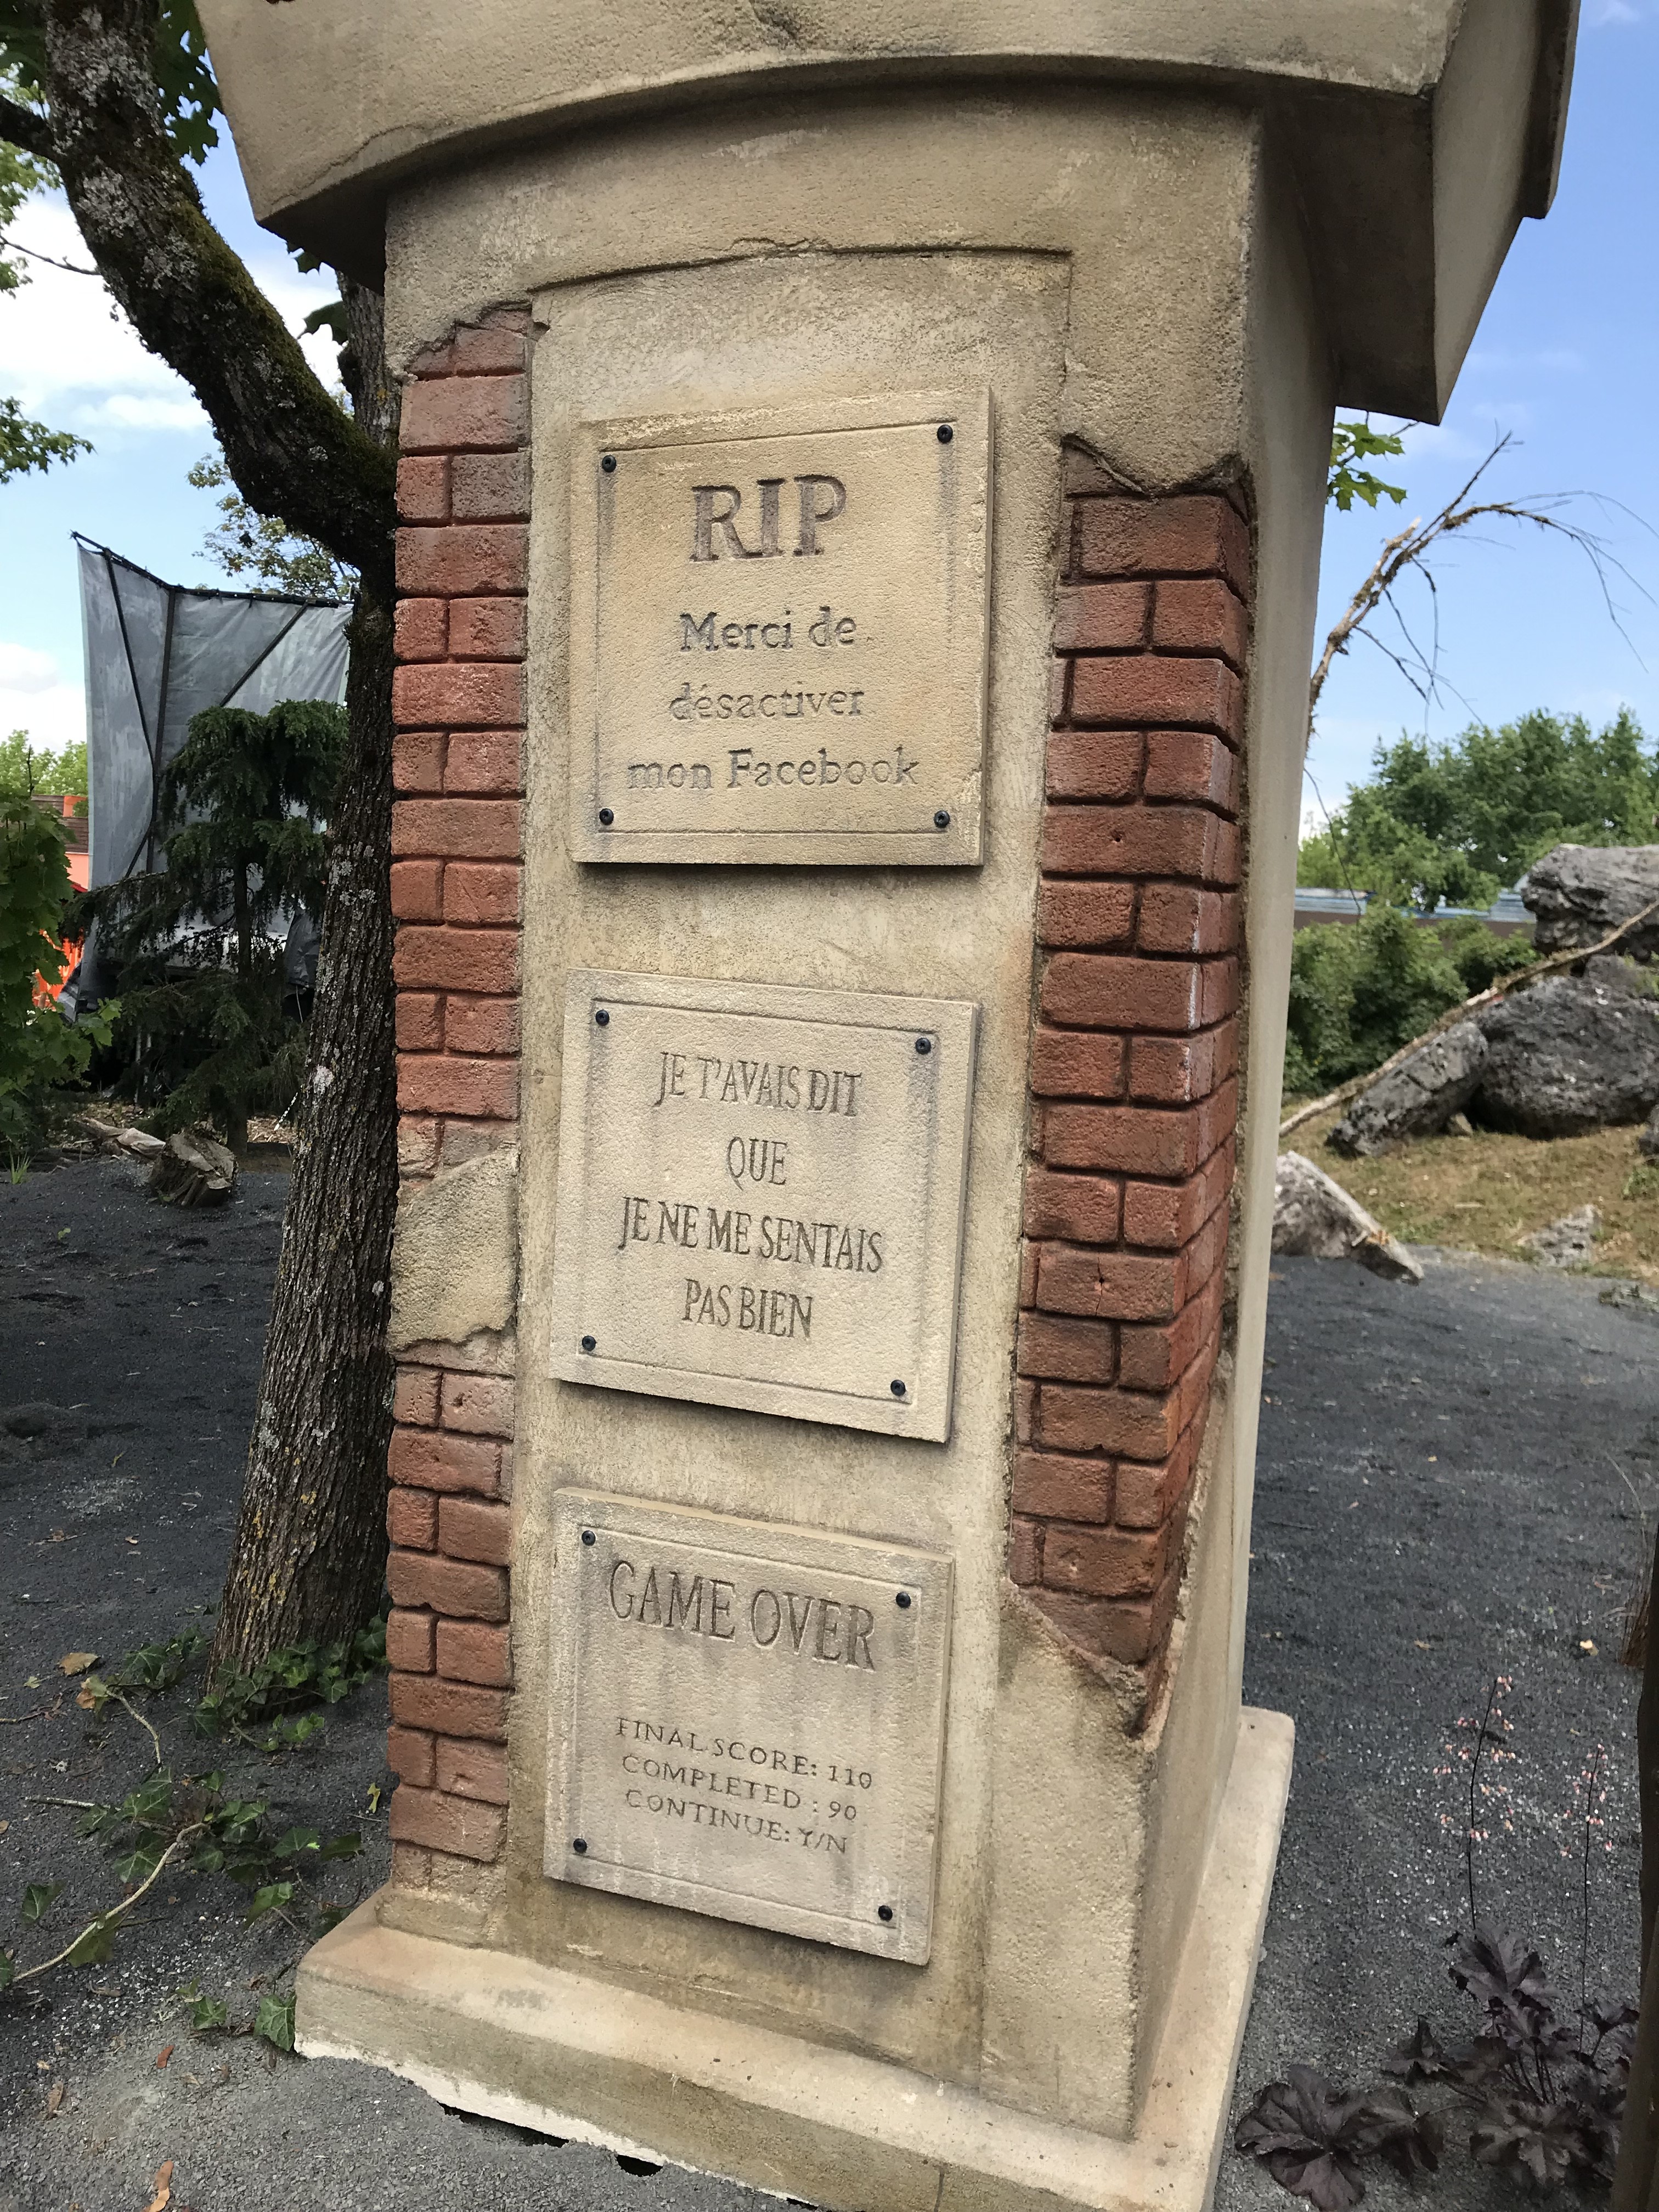 RIP
Merci de
désactiver
mon Facebook
JE T'AVAIS DIT
QUE
JE NE ME SENTAIS
PAS BIEN
GAME OVER
FINAL SCORE: 110
COMPLETED : 90
CONTINUE: Y/N